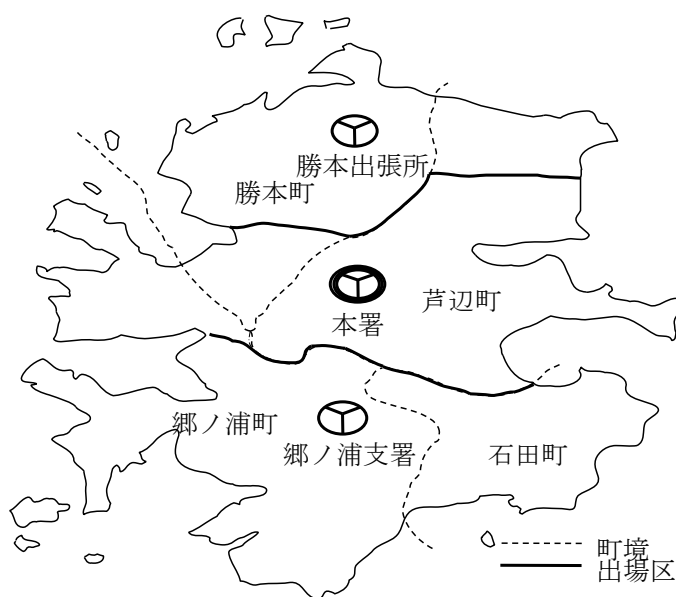 勝本出張所
勝本町
芦辺町
本署
郷ノ浦町
郷ノ浦支署
石田町
町境
出場区